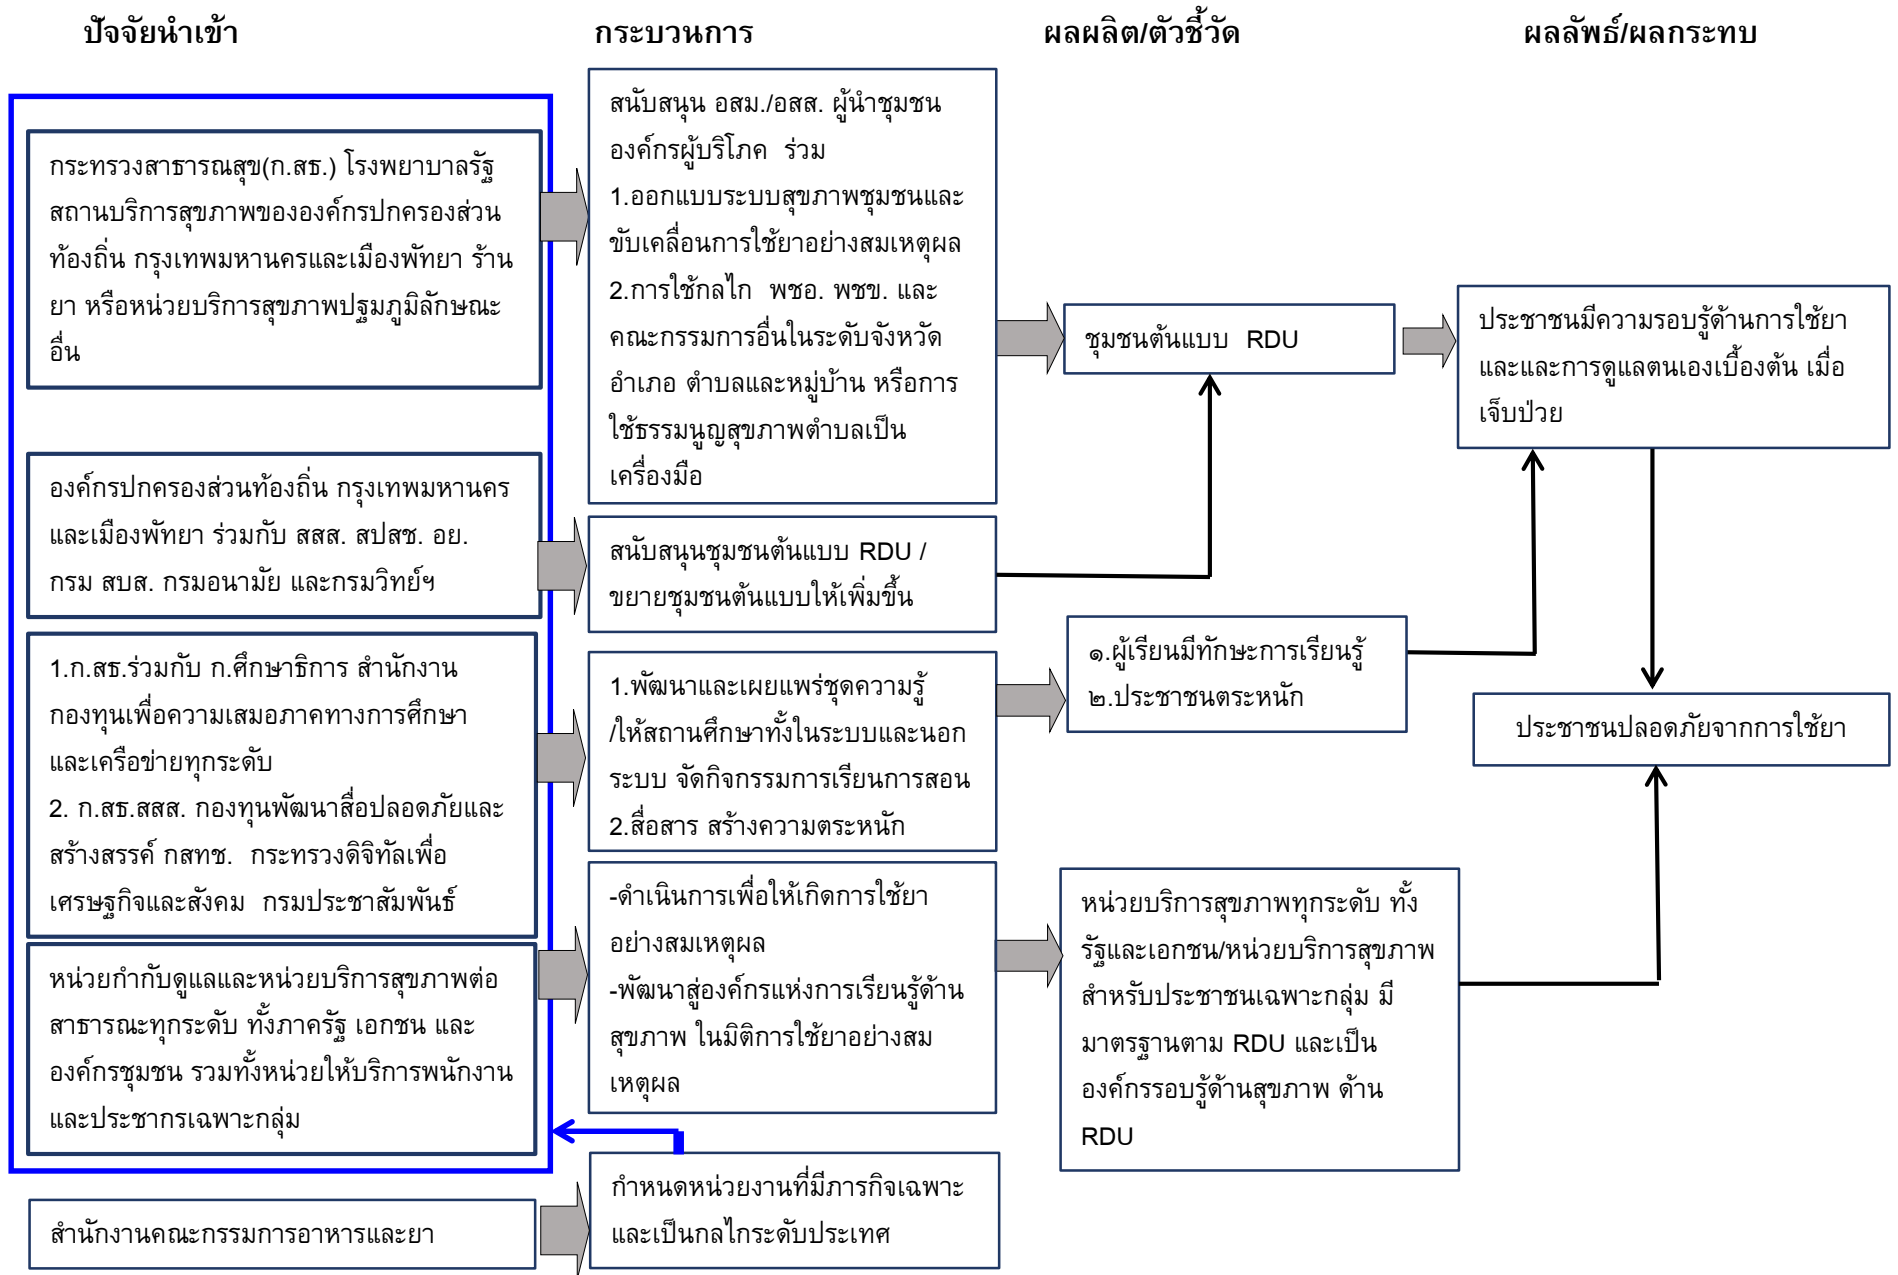 ปัจจัยนำเข้า
กระบวนการ
ผลผลิต/ตัวชี้วัด
ผลลัพธ์/ผลกระทบ
กระทรวงสาธารณสุข(ก.สธ.) โรงพยาบาลรัฐ
สถานบริการสุขภาพขององค์กรปกครองส่วน
ท้องถิ่น กรุงเทพมหานครและเมืองพัทยา ร้าน
ยา หรือหน่วยบริการสุขภาพปฐมภูมิลักษณะ
อื่น
สนับสนุน อสม./อสส. ผู้นำชุมชน
องค์กรผู้บริโภค ร่วม
1.ออกแบบระบบสุขภาพชุมชนและ
ขับเคลื่อนการใช้ยาอย่างสมเหตุผล
2.การใช้กลไก พชอ. พชข. และ
คณะกรรมการอื่นในระดับจังหวัด
อำเภอ ตำบลและหมู่บ้าน หรือการ
ใช้ธรรมนูญสุขภาพตำบลเป็น
เครื่องมือ
ชุมชนต้นแบบ RDU
ประชาชนมีความรอบรู้ด้านการใช้ยา
และและการดูแลตนเองเบื้องต้น เมื่อ
เจ็บป่วย
องค์กรปกครองส่วนท้องถิ่น กรุงเทพมหานคร
และเมืองพัทยา ร่วมกับ สสส. สปสช. อย.
กรม สบส. กรมอนามัย และกรมวิทย์ฯ
สนับสนุนชุมชนต้นแบบ RDU /
ขยายชุมชนต้นแบบให้เพิ่มขึ้น
1.ก.สธ.ร่วมกับ ก.ศึกษาธิการ สำนักงาน
กองทุนเพื่อความเสมอภาคทางการศึกษา
และเครือข่ายทุกระดับ
2. ก.สธ.สสส. กองทุนพัฒนาสื่อปลอดภัยและ
สร้างสรรค์ กสทช. กระทรวงดิจิทัลเพื่อ
เศรษฐกิจและสังคม กรมประชาสัมพันธ์
1.พัฒนาและเผยแพร่ชุดความรู้
/ให้สถานศึกษาทั้งในระบบและนอก
ระบบ จัดกิจกรรมการเรียนการสอน
2.สื่อสาร สร้างความตระหนัก
๑.ผู้เรียนมีทักษะการเรียนรู้
๒.ประชาชนตระหนัก
ประชาชนปลอดภัยจากการใช้ยา
หน่วยกำกับดูแลและหน่วยบริการสุขภาพต่อ
สาธารณะทุกระดับ ทั้งภาครัฐ เอกชน และ
องค์กรชุมชน รวมทั้งหน่วยให้บริการพนักงาน
และประชากรเฉพาะกลุ่ม
-ดำเนินการเพื่อให้เกิดการใช้ยา
อย่างสมเหตุผล
-พัฒนาสู่องค์กรแห่งการเรียนรู้ด้าน
สุขภาพ ในมิติการใช้ยาอย่างสม
เหตุผล
หน่วยบริการสุขภาพทุกระดับ ทั้ง
รัฐและเอกชน/หน่วยบริการสุขภาพ
สำหรับประชาชนเฉพาะกลุ่ม มี
มาตรฐานตาม RDU และเป็น
องค์กรรอบรู้ด้านสุขภาพ ด้าน
RDU
สำนักงานคณะกรรมการอาหารและยา
กำหนดหน่วยงานที่มีภารกิจเฉพาะ
และเป็นกลไกระดับประเทศ